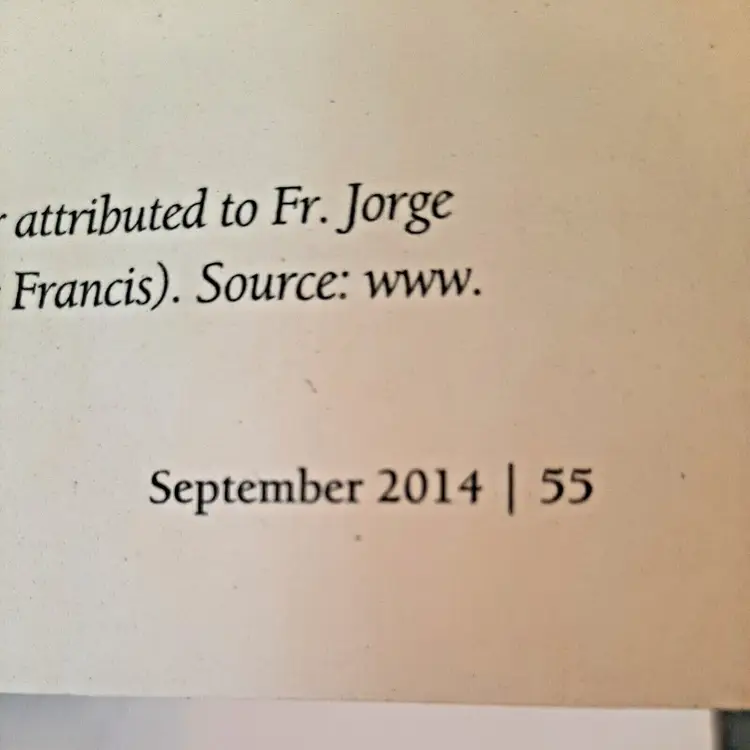 attributed to Fr. Jorge
Francis). Source: www.
September 2014 | 55